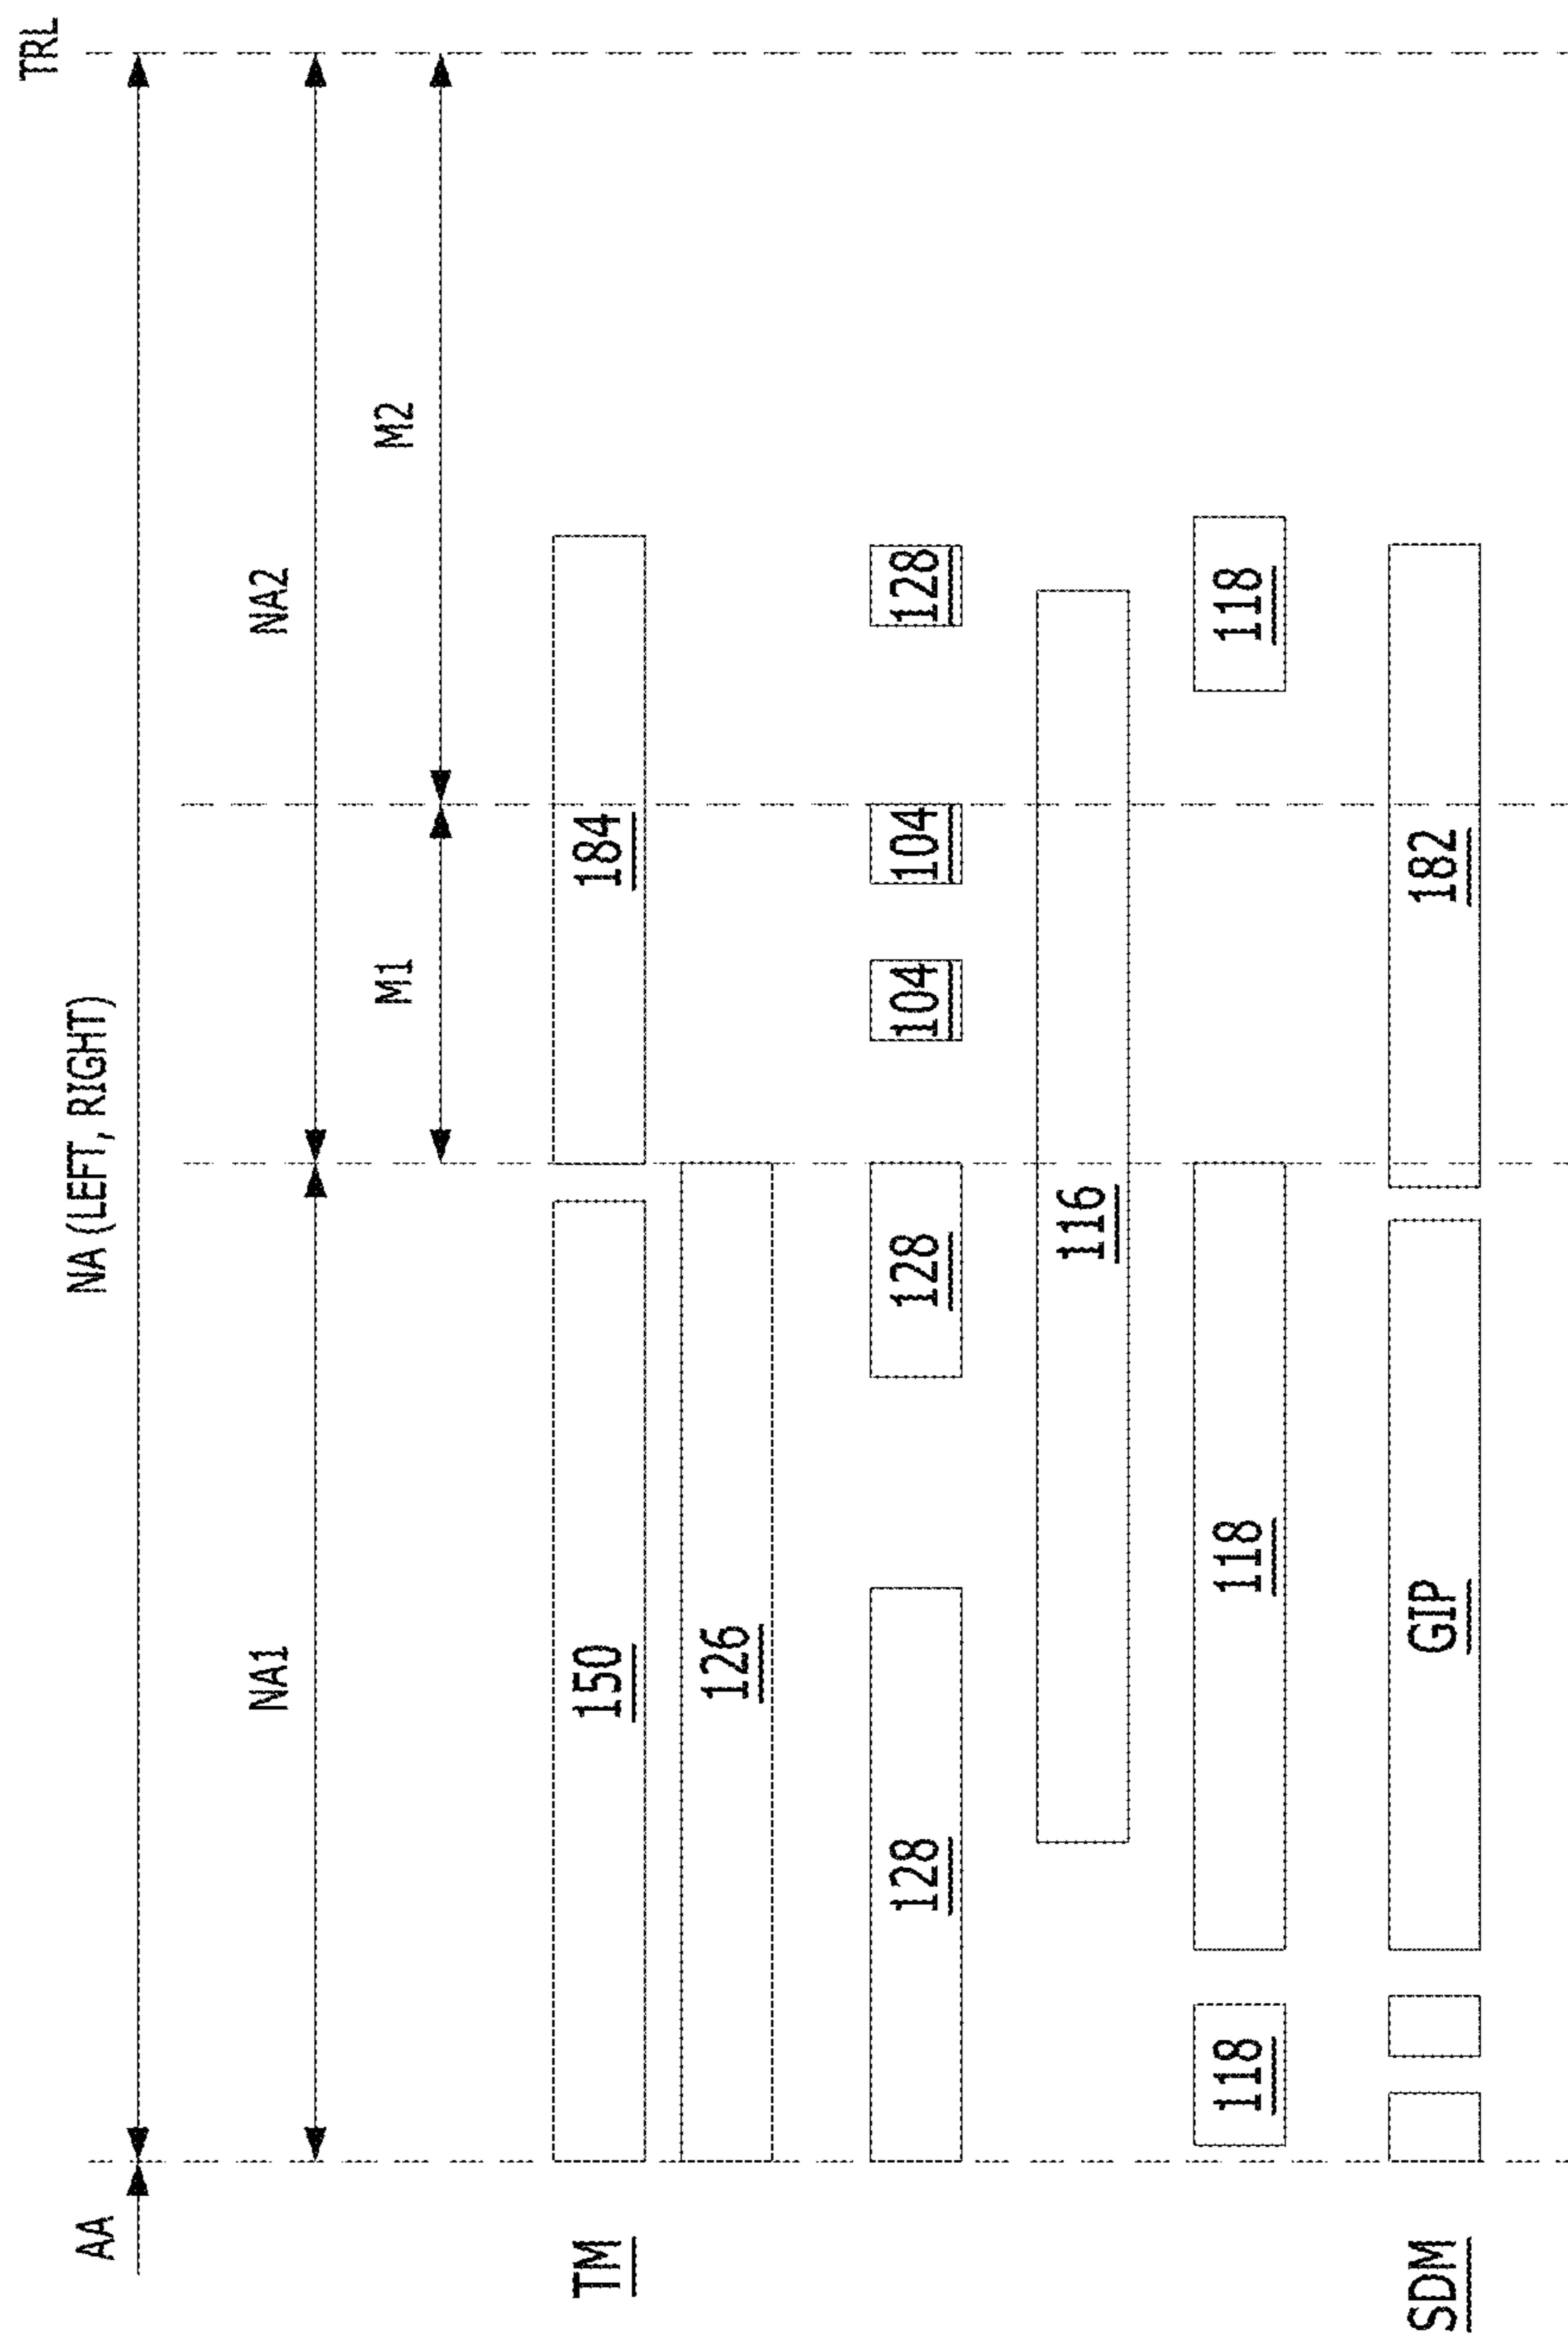 NA (LEFT, RIGHT)
AA
TRL
NA1
NA2
M1
M2
TM
150
184
126
128
128
104
104
128
116
118
118
118
SDM
GIP
182